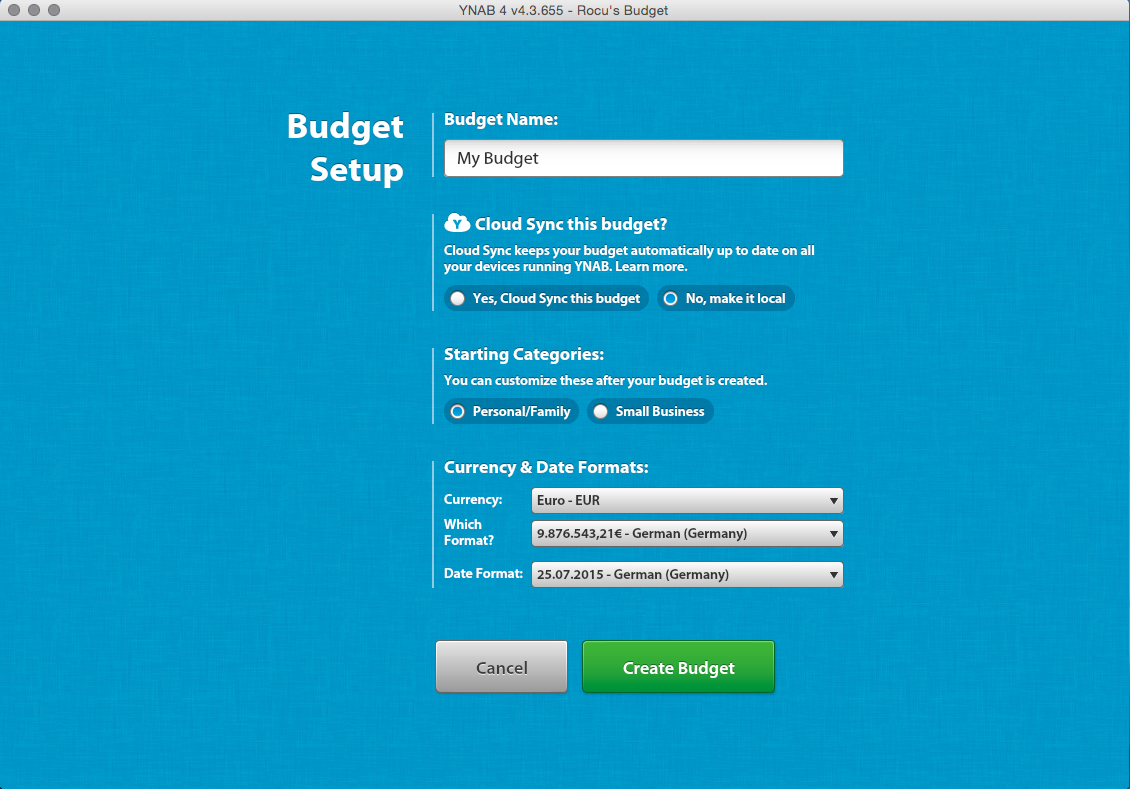 YNAB 4 v4.3.655 - Rocu's Budget
Budget
Setup
Budget Name:
My Budget
Y
Cloud Sync this budget?
Cloud Sync keeps your budget automatically up to date on all
your devices running YNAB. Learn more.
Yes, Cloud Sync this budget
No, make it local
Starting Categories:
You can customize these after your budget is created.
Personal/Family
Small Business
Currency & Date Formats:
Currency:
Euro - EUR
Which
Format?
9.876.543,21€ - German (Germany)
Date Format:
25.07.2015 - German (Germany)
Cancel
Create Budget